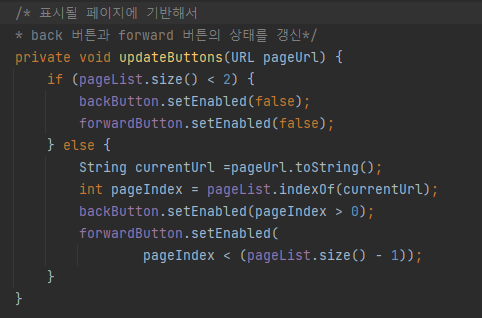 /* 표시될 페이지에 기반해서
* back 버튼과 forward 버튼의 상태를 갱신*/
private void updateButtons(URL pageUrl) {
if (pageList.size() < 2) {
backButton.setEnabled(false);
forwardButton.setEnabled(false);
} else {
String currentUrl =pageUrl.toString();
int pageIndex = pageList.indexOf(currentUrl);
backButton.setEnabled(pageIndex > 0);
forwardButton.setEnabled(
pageIndex < (pageList.size() - 1));
}
}